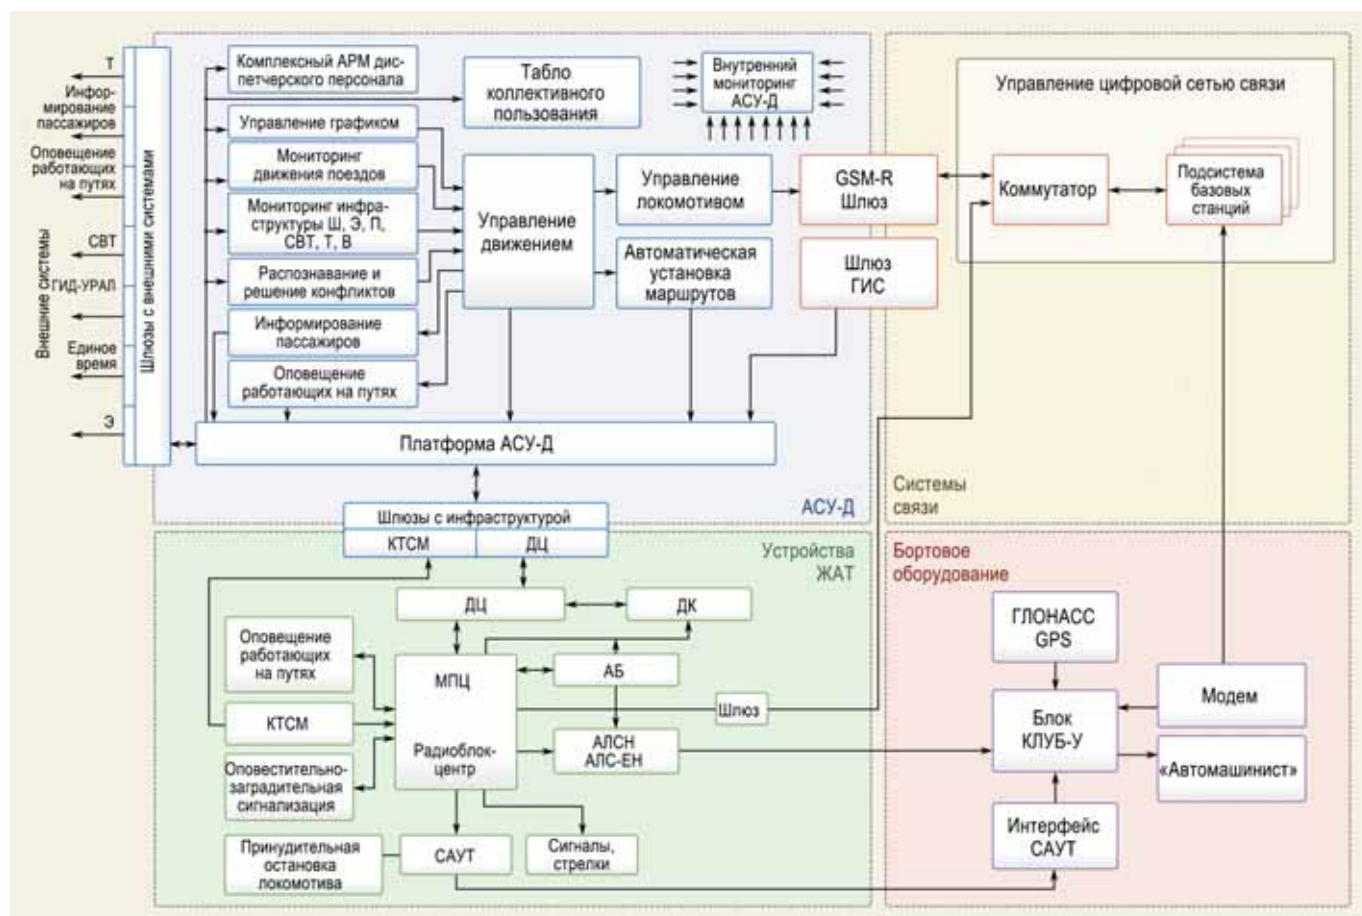 Внешние системы
Т
Инфор-
мирование
пассажиров
Оповещение
работающих
на путях
СВТ
ГИД-УРАЛ
Единое
время
Э
Шлюзы с внешними системами
Комплексный АРМ дис-
петчерского персонала
Управление графиком
Мониторинг
движения поездов
Мониторинг инфра-
структуры Ш, Э, П,
СВТ, Т, В
Распознавание и
решение конфликтов
Информирование
пассажиров
Оповещение
работающих на путях
Табло
коллективного
пользования
Внутренний
мониторинг
АСУ-Д
Управление
движением
Управление
локомотивом
Автоматическая
установка
маршрутов
GSM-R
Шлюз
Шлюз
ГИС
Платформа АСУ-Д
АСУ-Д
Управление цифровой сетью связи
Коммутатор
Подсистема
базовых
станций
Системы
связи
Шлюзы с инфраструктурой
КТСМ
ДЦ
Устройства
ЖАТ
ДЦ
ДК
Оповещение
работающих
на путях
МПЦ
Радиоблок-
центр
АБ
КТСМ
Шлюз
АЛСН
АЛС-ЕН
Оповестительно-
заградительная
сигнализация
Принудительная
остановка
локомотива
САУТ
Сигналы,
стрелки
Бортовое
оборудование
ГЛОНАСС
GPS
Блок
КЛУБ-У
Модем
«Автомашинист»
Интерфейс
САУТ